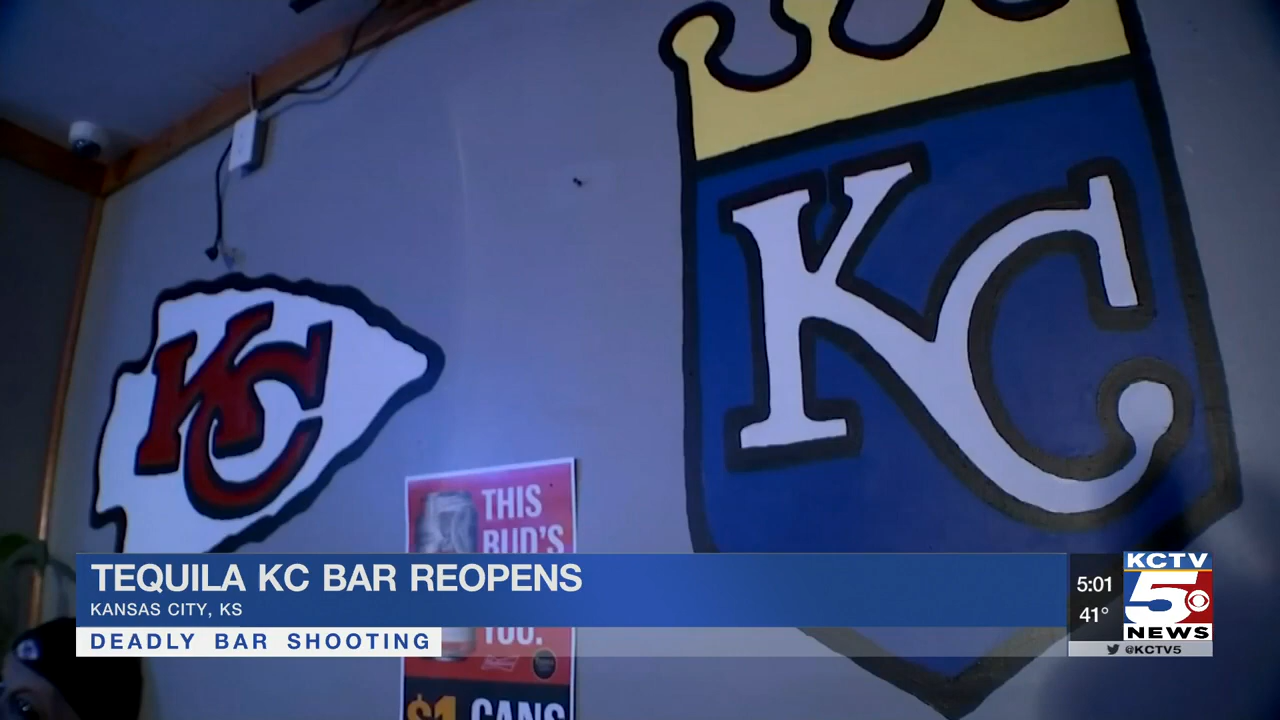 KC
KC
THIS
BUD'S
YOU.
$1 CANS
TEQUILA KC BAR REOPENS
KANSAS CITY, KS
DEADLY BAR SHOOTING
5:01
41°
KCTV
5
NEWS
@KCTV5